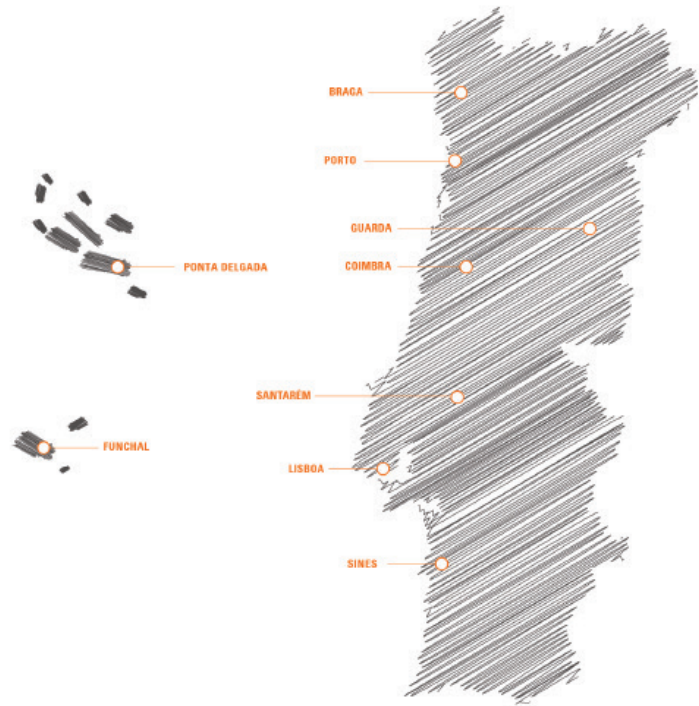 BRAGA
PORTO
GUARDA
PONTA DELGADA
COIMBRA
SANTARÉM
FUNCHAL
LISBOA
SINES